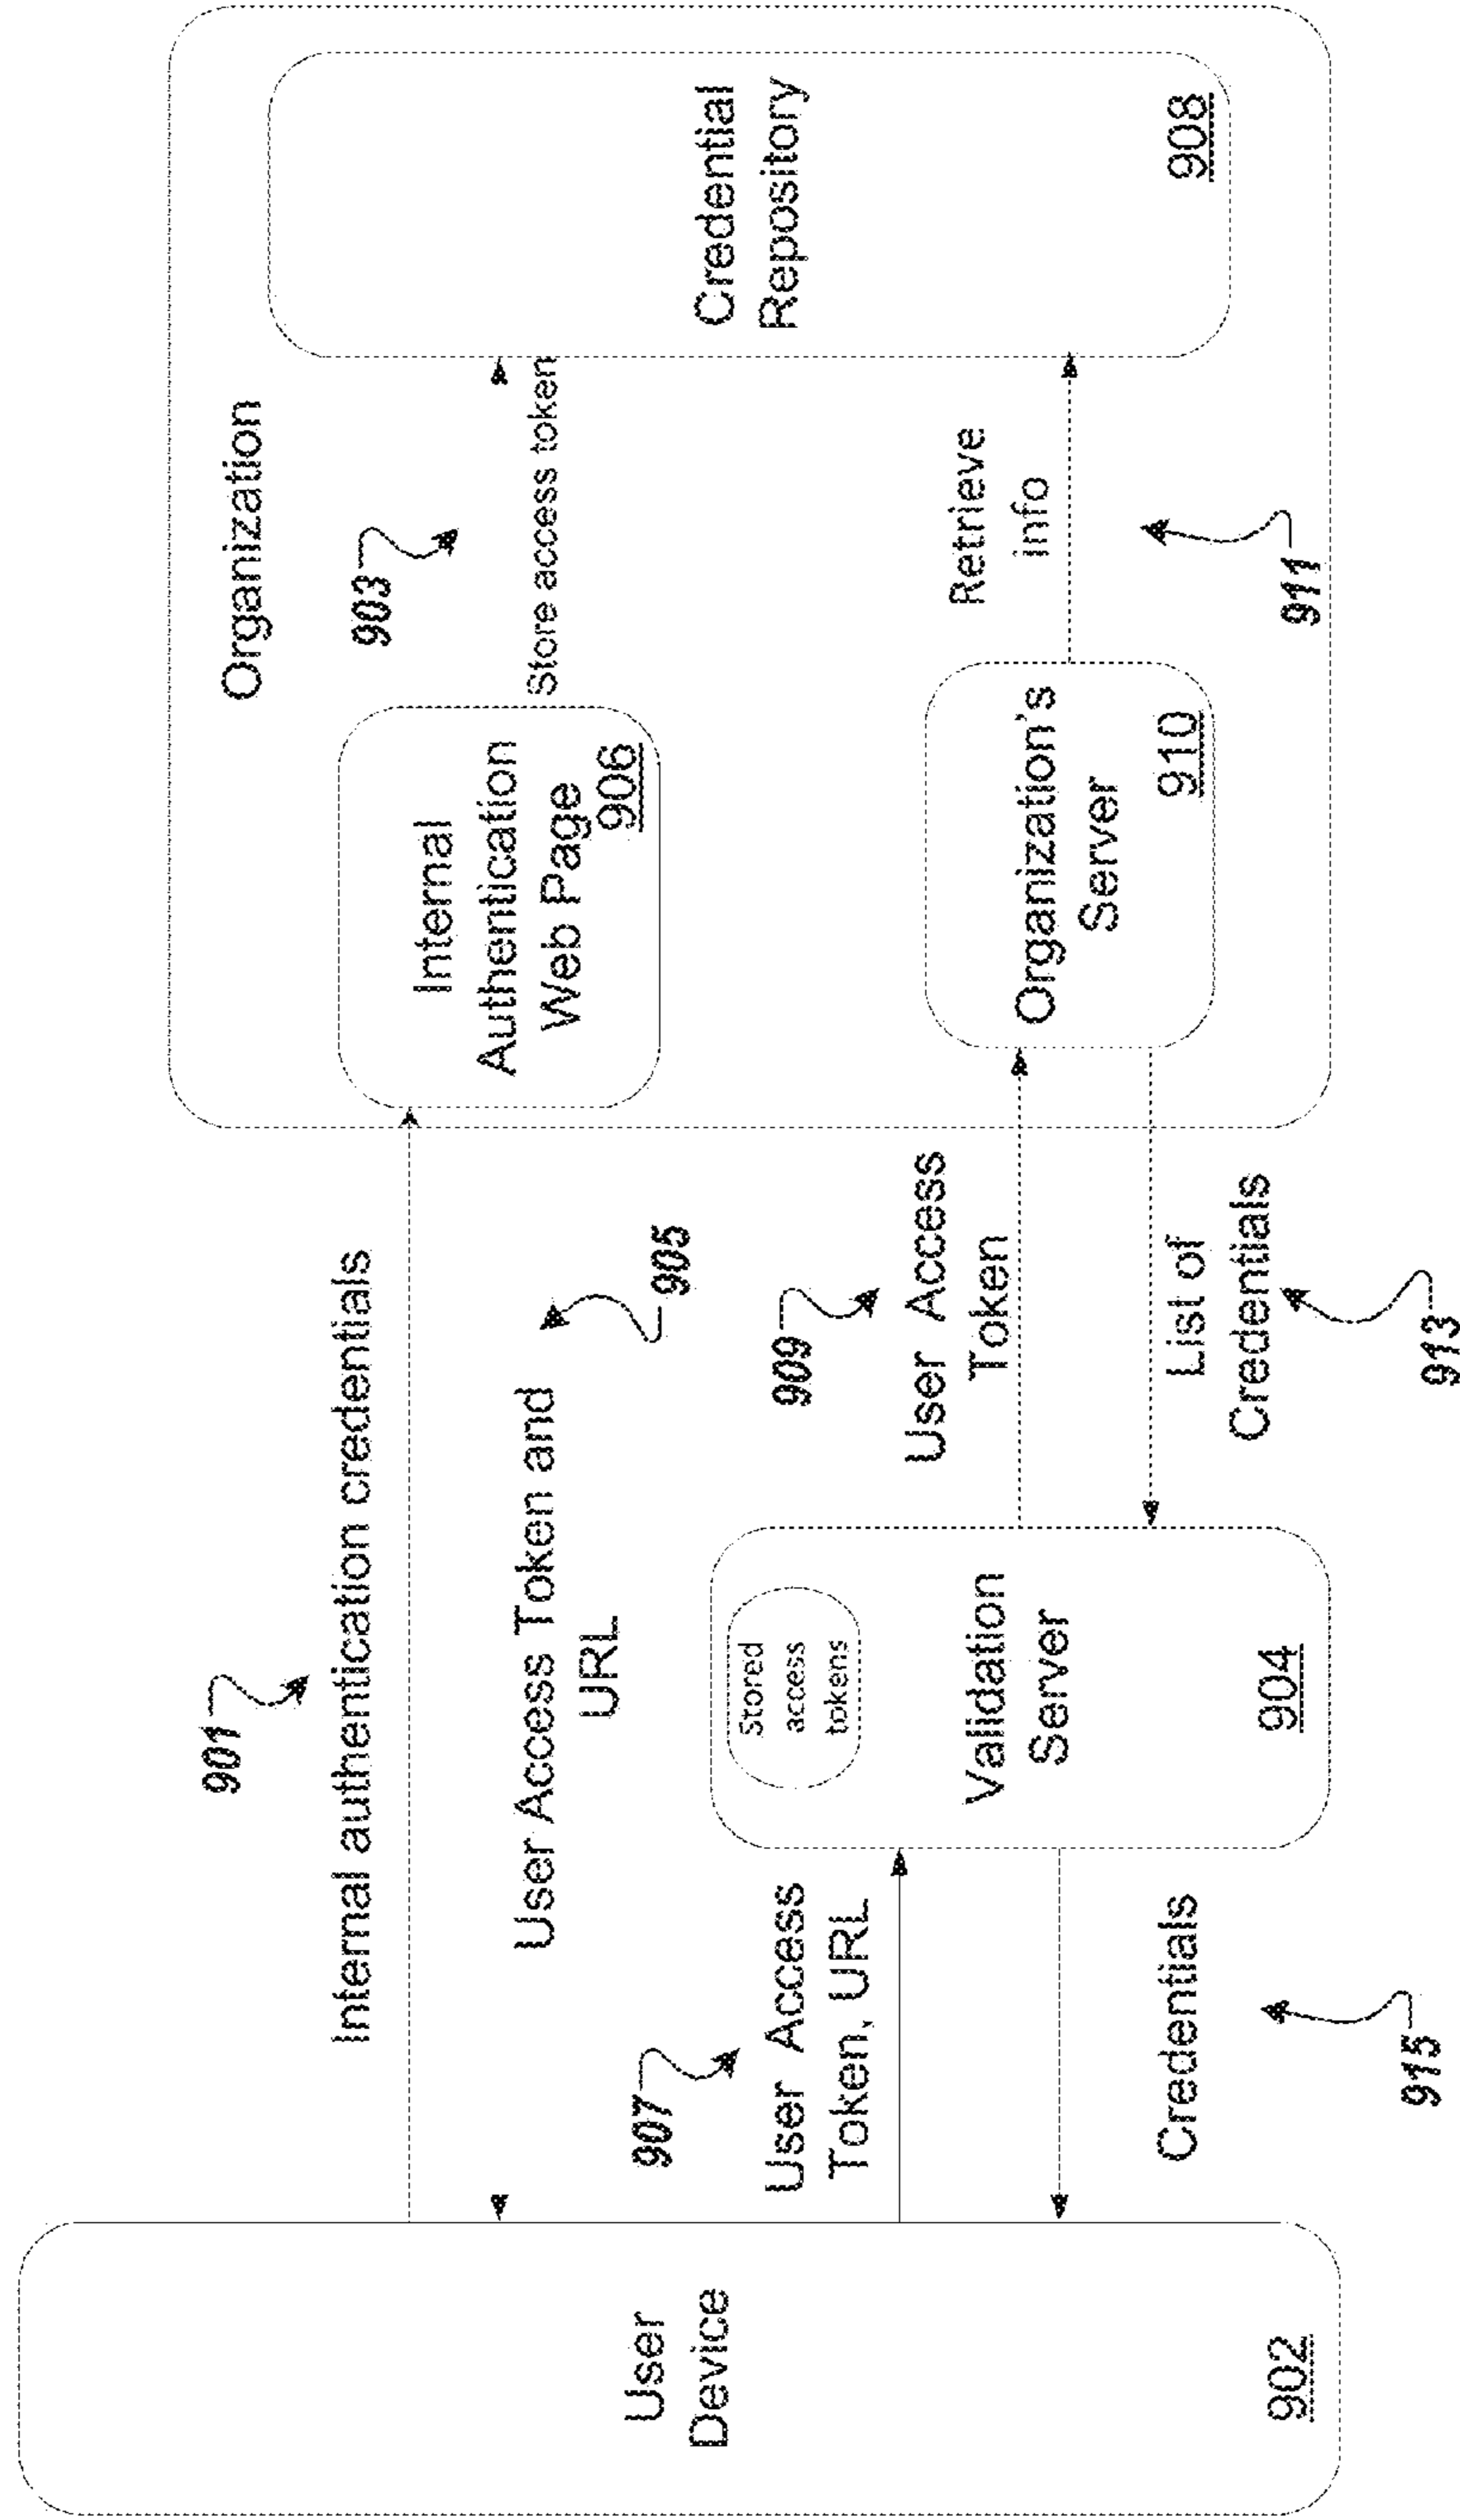 Organization
903
901
Internal authentication credentials
Internal
Authentication
Web Page
906
Store access token
User Access Token and
URL
905
Credential
Repository
908
User
Device
902
907
User Access
Token, URL
Stored
access
tokens
Validation
Server
904
909
User Access
Token
Organization's
Server
910
Retrieve
info
911
List of
Credentials
913
Credentials
915